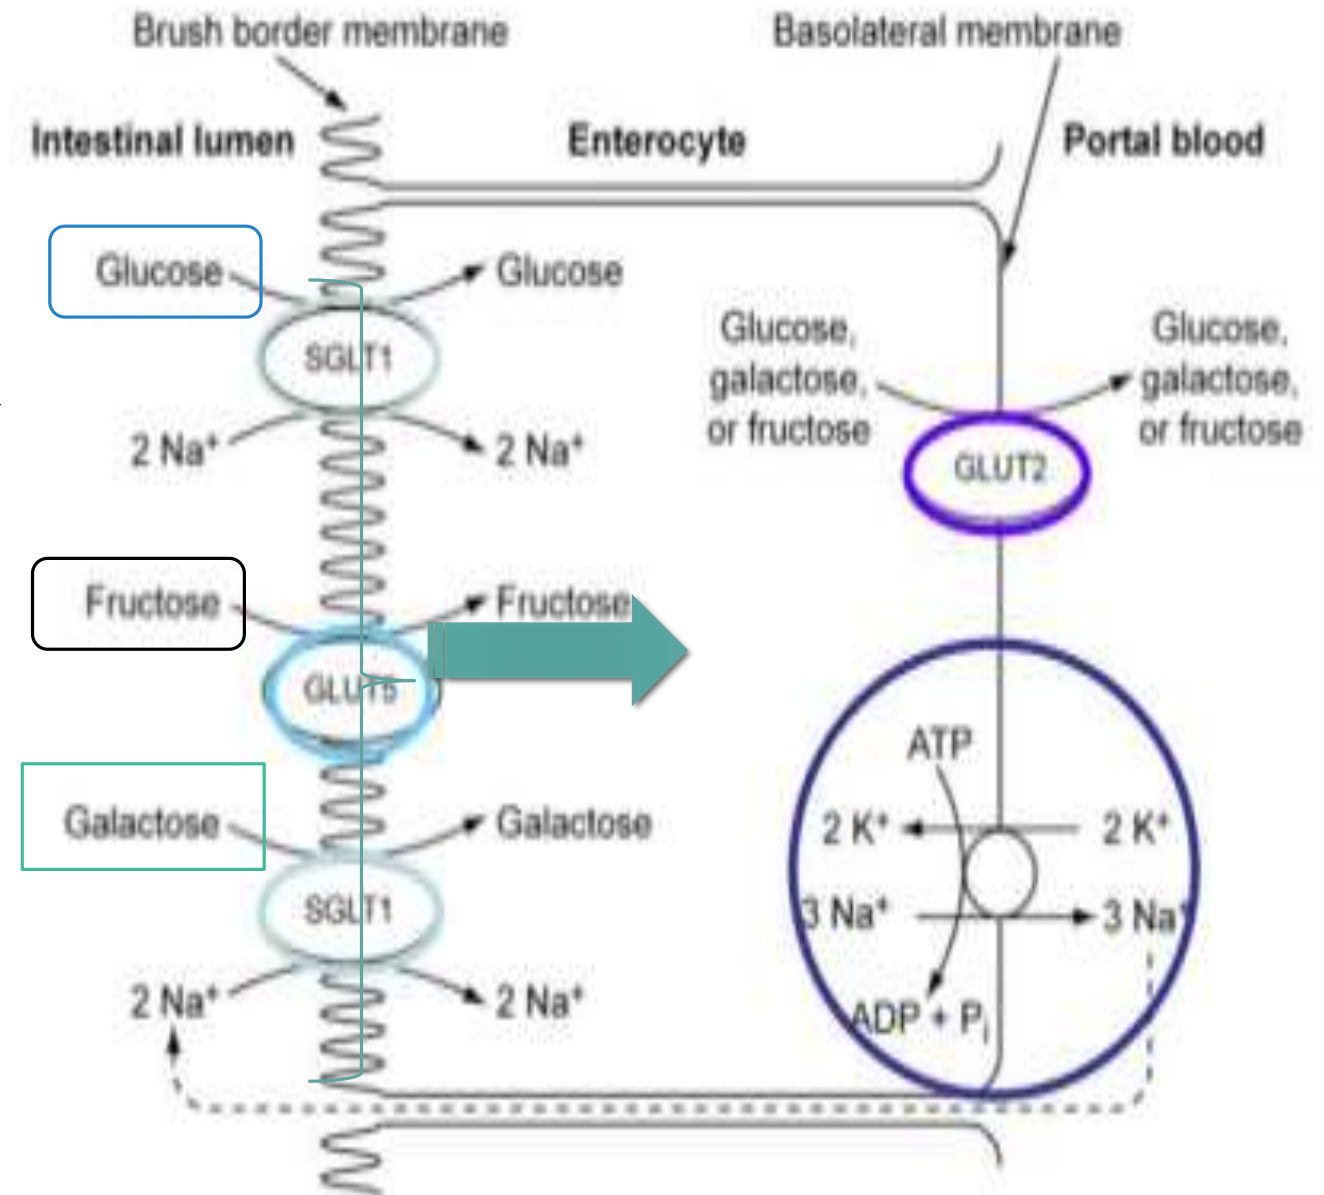 Brush border membrane
Basolateral membrane
Intestinal lumen
Enterocyte
Portal blood
Glucose
Glucose
SGLT1
2 Na⁺
2 Na⁺
Glucose,
galactose,
or fructose
Glucose,
galactose,
or fructose
GLUT2
Fructose
Fructose
GLUT5
Galactose
Galactose
SGLT1
2 Na⁺
2 Na⁺
ATP
2 K⁺
2 K⁺
3 Na⁺
3 Na⁺
ADP + Pᵢ